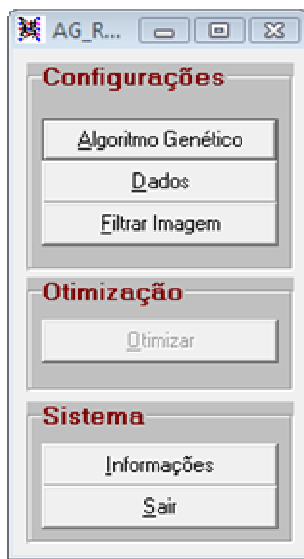 AG_R...
Configurações
Algoritmo Genético
Dados
Filtrar Imagem
Otimização
Otimizar
Sistema
Informações
Sair